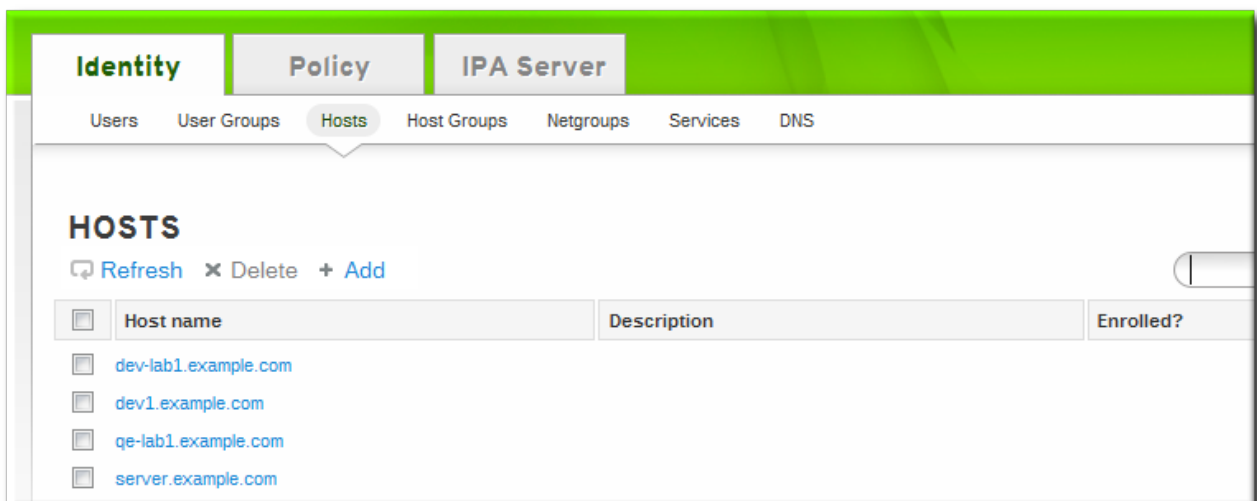 Identity Policy IPA Server
Users User Groups Hosts Host Groups Netgroups Services DNS
HOSTS
Refresh Delete Add
Host name Description Enrolled?
dev-lab1.example.com
dev1.example.com
qe-lab1.example.com
server.example.com